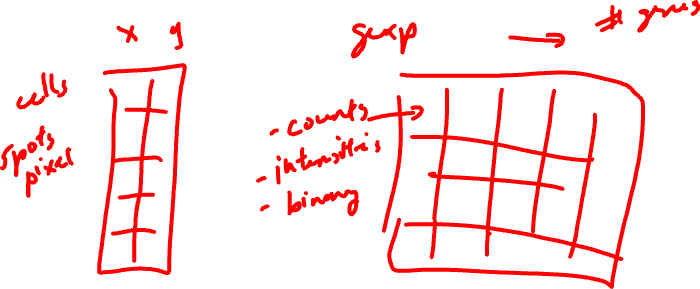 x y
gexp → # genes
cells
spots
pixel
- counts
- intensities
- binary